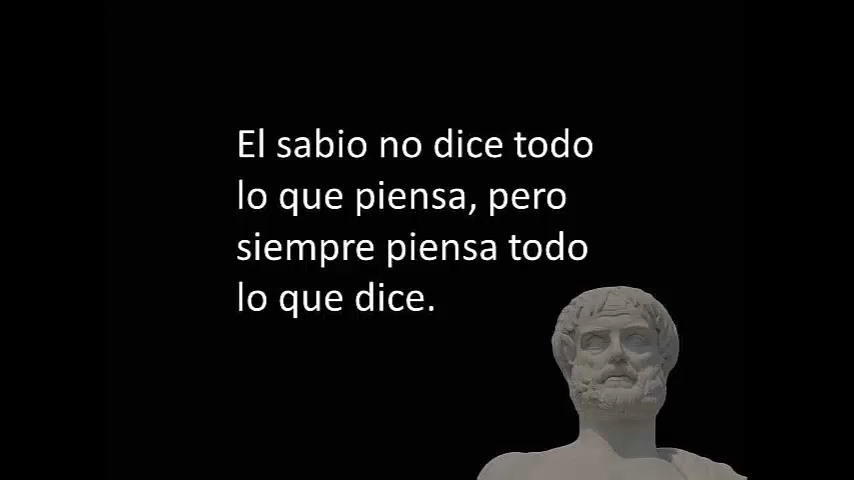 El sabio no dice todo
lo que piensa, pero
siempre piensa todo
lo que dice.